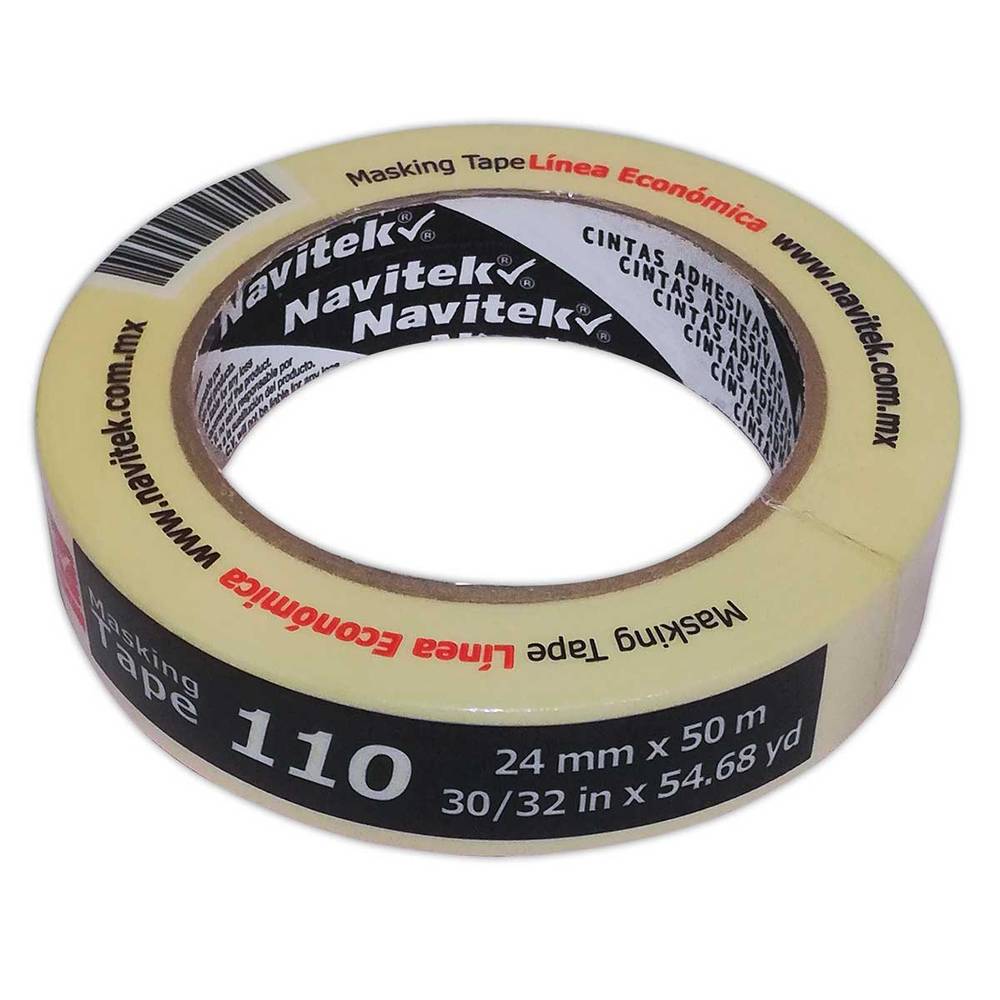 Masking Tape Línea Económica www.navitek.com.mx
Navitek®
Navitek®
Navitek®
CINTAS ADHESIVAS
CINTAS ADHESIVAS
CINTAS ADHESIVAS
CINTAS ADHESIVAS
CINTAS
Masking Tape Línea Económica www.navitek.com.mx
Masking
Tape
110
24 mm x 50 m
30/32 in x 54.68 yd